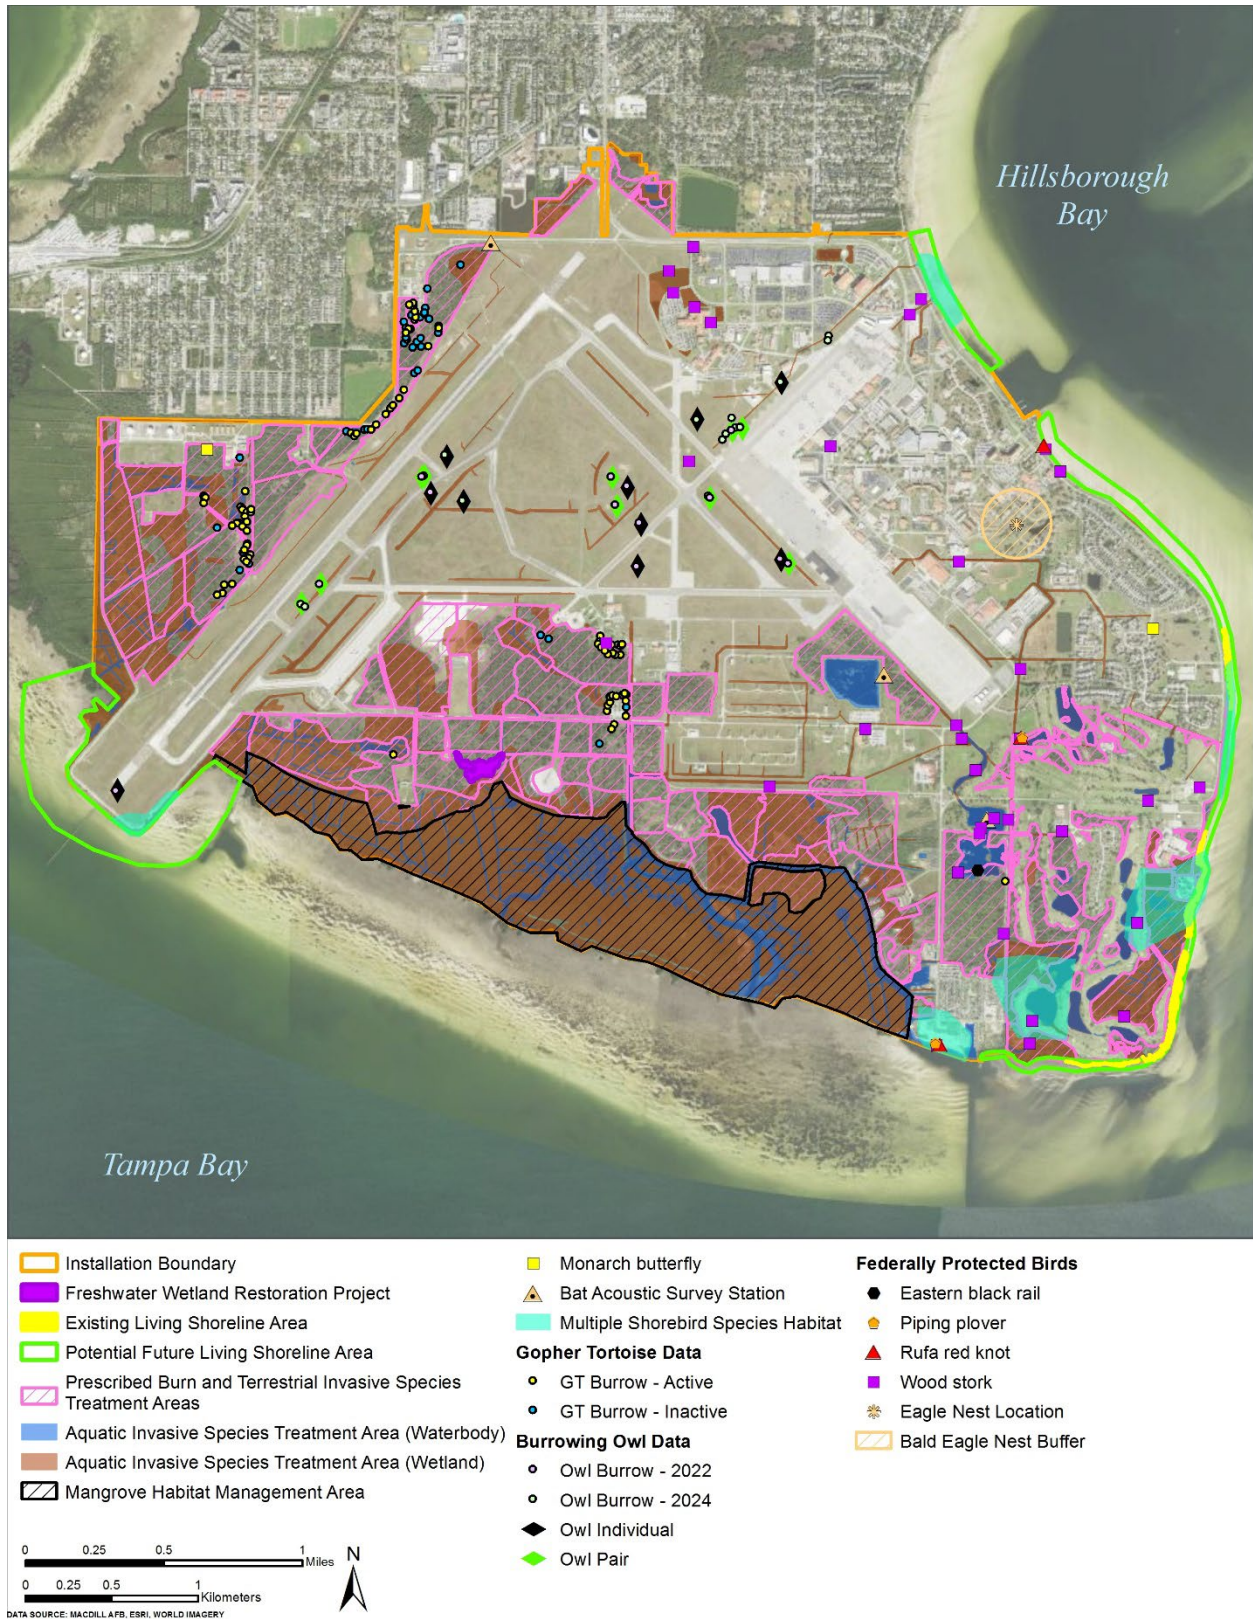 Hillsborough
Bay
Tampa Bay
Installation Boundary
Freshwater Wetland Restoration Project
Existing Living Shoreline Area
Potential Future Living Shoreline Area
Prescribed Burn and Terrestrial Invasive Species
Treatment Areas
Aquatic Invasive Species Treatment Area (Waterbody)
Aquatic Invasive Species Treatment Area (Wetland)
Mangrove Habitat Management Area
0 0.25 0.5 1
Miles
0 0.25 0.5 1
Kilometers
N
DATA SOURCE: MACDILL AFB, ESRI, WORLD IMAGERY
Monarch butterfly
Bat Acoustic Survey Station
Multiple Shorebird Species Habitat
Gopher Tortoise Data
GT Burrow - Active
GT Burrow - Inactive
Burrowing Owl Data
Owl Burrow - 2022
Owl Burrow - 2024
Owl Individual
Owl Pair
Federally Protected Birds
Eastern black rail
Piping plover
Rufa red knot
Wood stork
Eagle Nest Location
Bald Eagle Nest Buffer